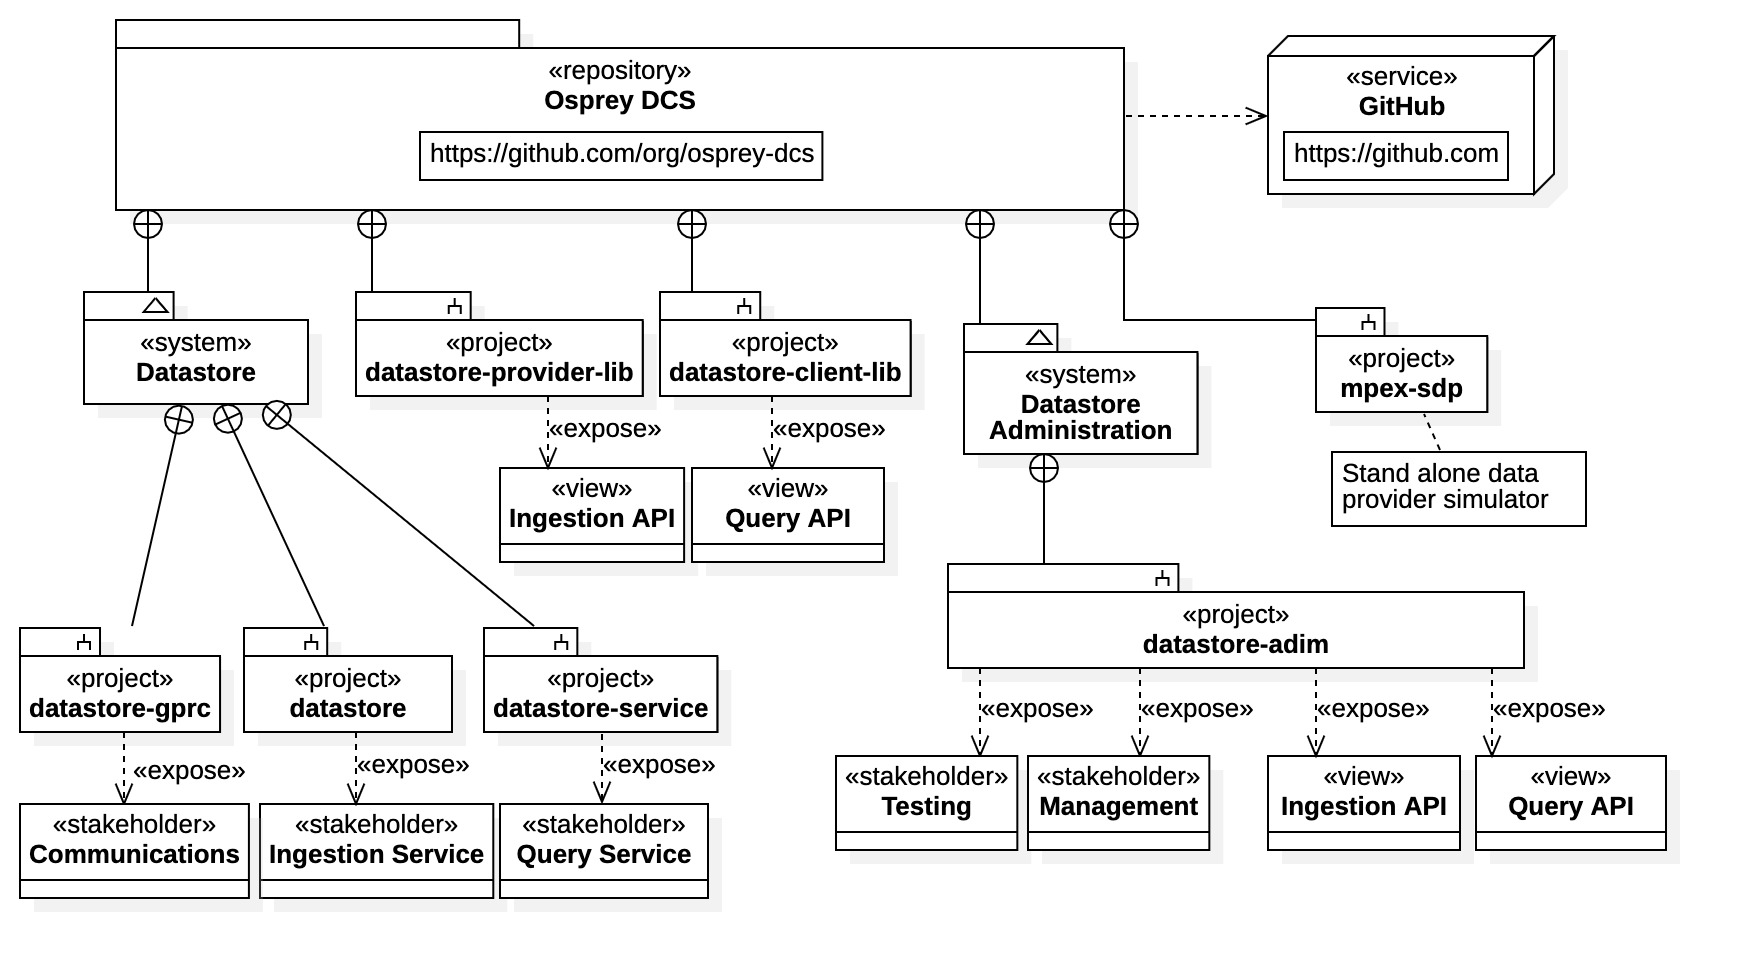 «repository»
Osprey DCS
https://github.com/org/osprey-dcs
«service»
GitHub
https://github.com
«system»
Datastore
«project»
datastore-provider-lib
«project»
datastore-client-lib
«system»
Datastore
Administration
«project»
mpex-sdp
«expose»
«expose»
Stand alone data
provider simulator
«view»
Ingestion API
«view»
Query API
«project»
datastore-adim
«project»
datastore-gprc
«project»
datastore
«project»
datastore-service
«expose»
«expose»
«expose»
«expose»
«expose»
«expose»
«expose»
«stakeholder»
Testing
«stakeholder»
Management
«view»
Ingestion API
«view»
Query API
«stakeholder»
Communications
«stakeholder»
Ingestion Service
«stakeholder»
Query Service